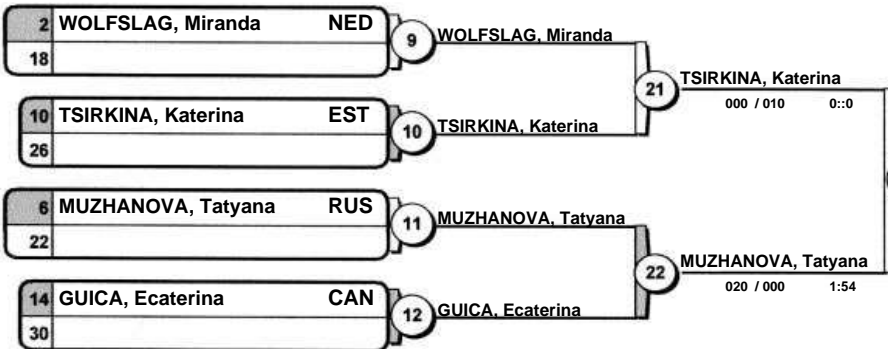 2 WOLFSLAG, Miranda NED
18
9 WOLFSLAG, Miranda
21 TSIRKINA, Katerina
000 / 010 0::0
10 TSIRKINA, Katerina EST
26
10 TSIRKINA, Katerina
6 MUZHANOVA, Tatyana RUS
22
11 MUZHANOVA, Tatyana
22 MUZHANOVA, Tatyana
020 / 000 1:54
14 GUICA, Ecaterina CAN
30
12 GUICA, Ecaterina